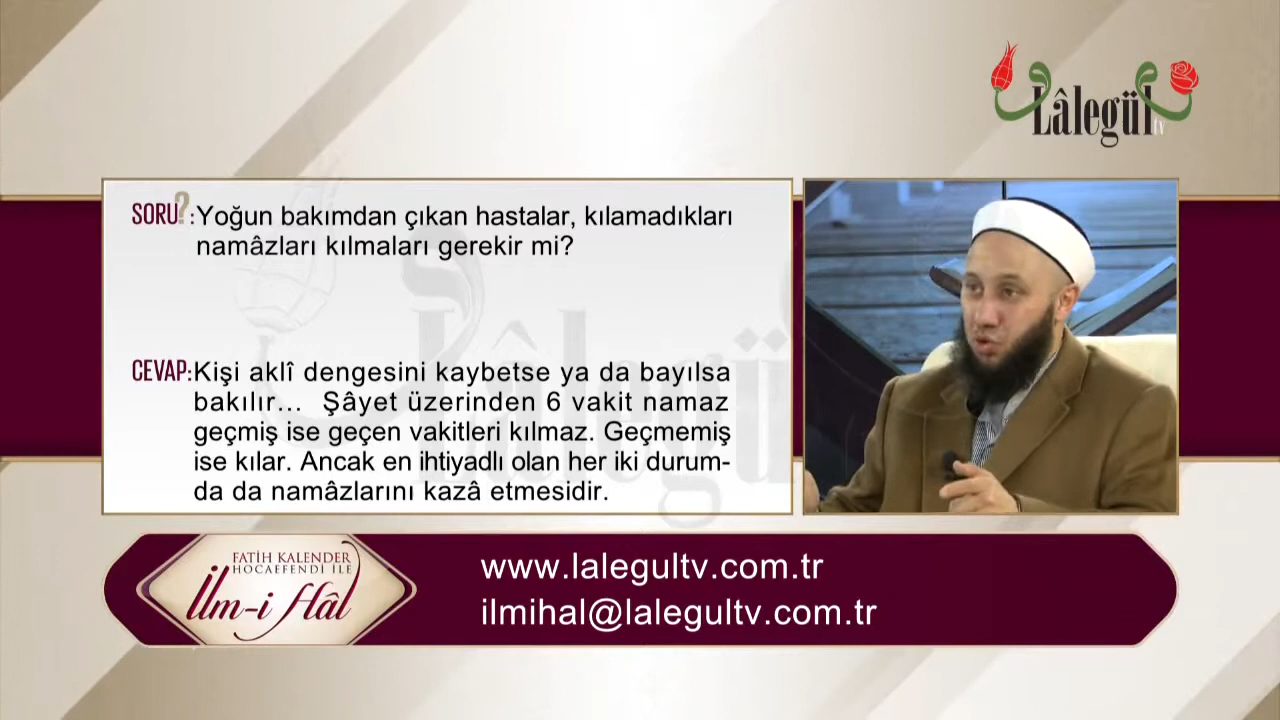 Lâlegül tv
SORU?: Yoğun bakımdan çıkan hastalar, kılamadıkları
namâzları kılmaları gerekir mi?
CEVAP: Kişi aklî dengesini kaybetse ya da bayılsa
bakılır... Şâyet üzerinden 6 vakit namaz
geçmiş ise geçen vakitleri kılmaz. Geçmemiş
ise kılar. Ancak en ihtiyadlı olan her iki durum-
da da namâzlarını kazâ etmesidir.
FATİH KALENDER
HOCAEFENDİ İLE
İlm-i Hâl
www.lalegultv.com.tr
ilmihal@lalegultv.com.tr